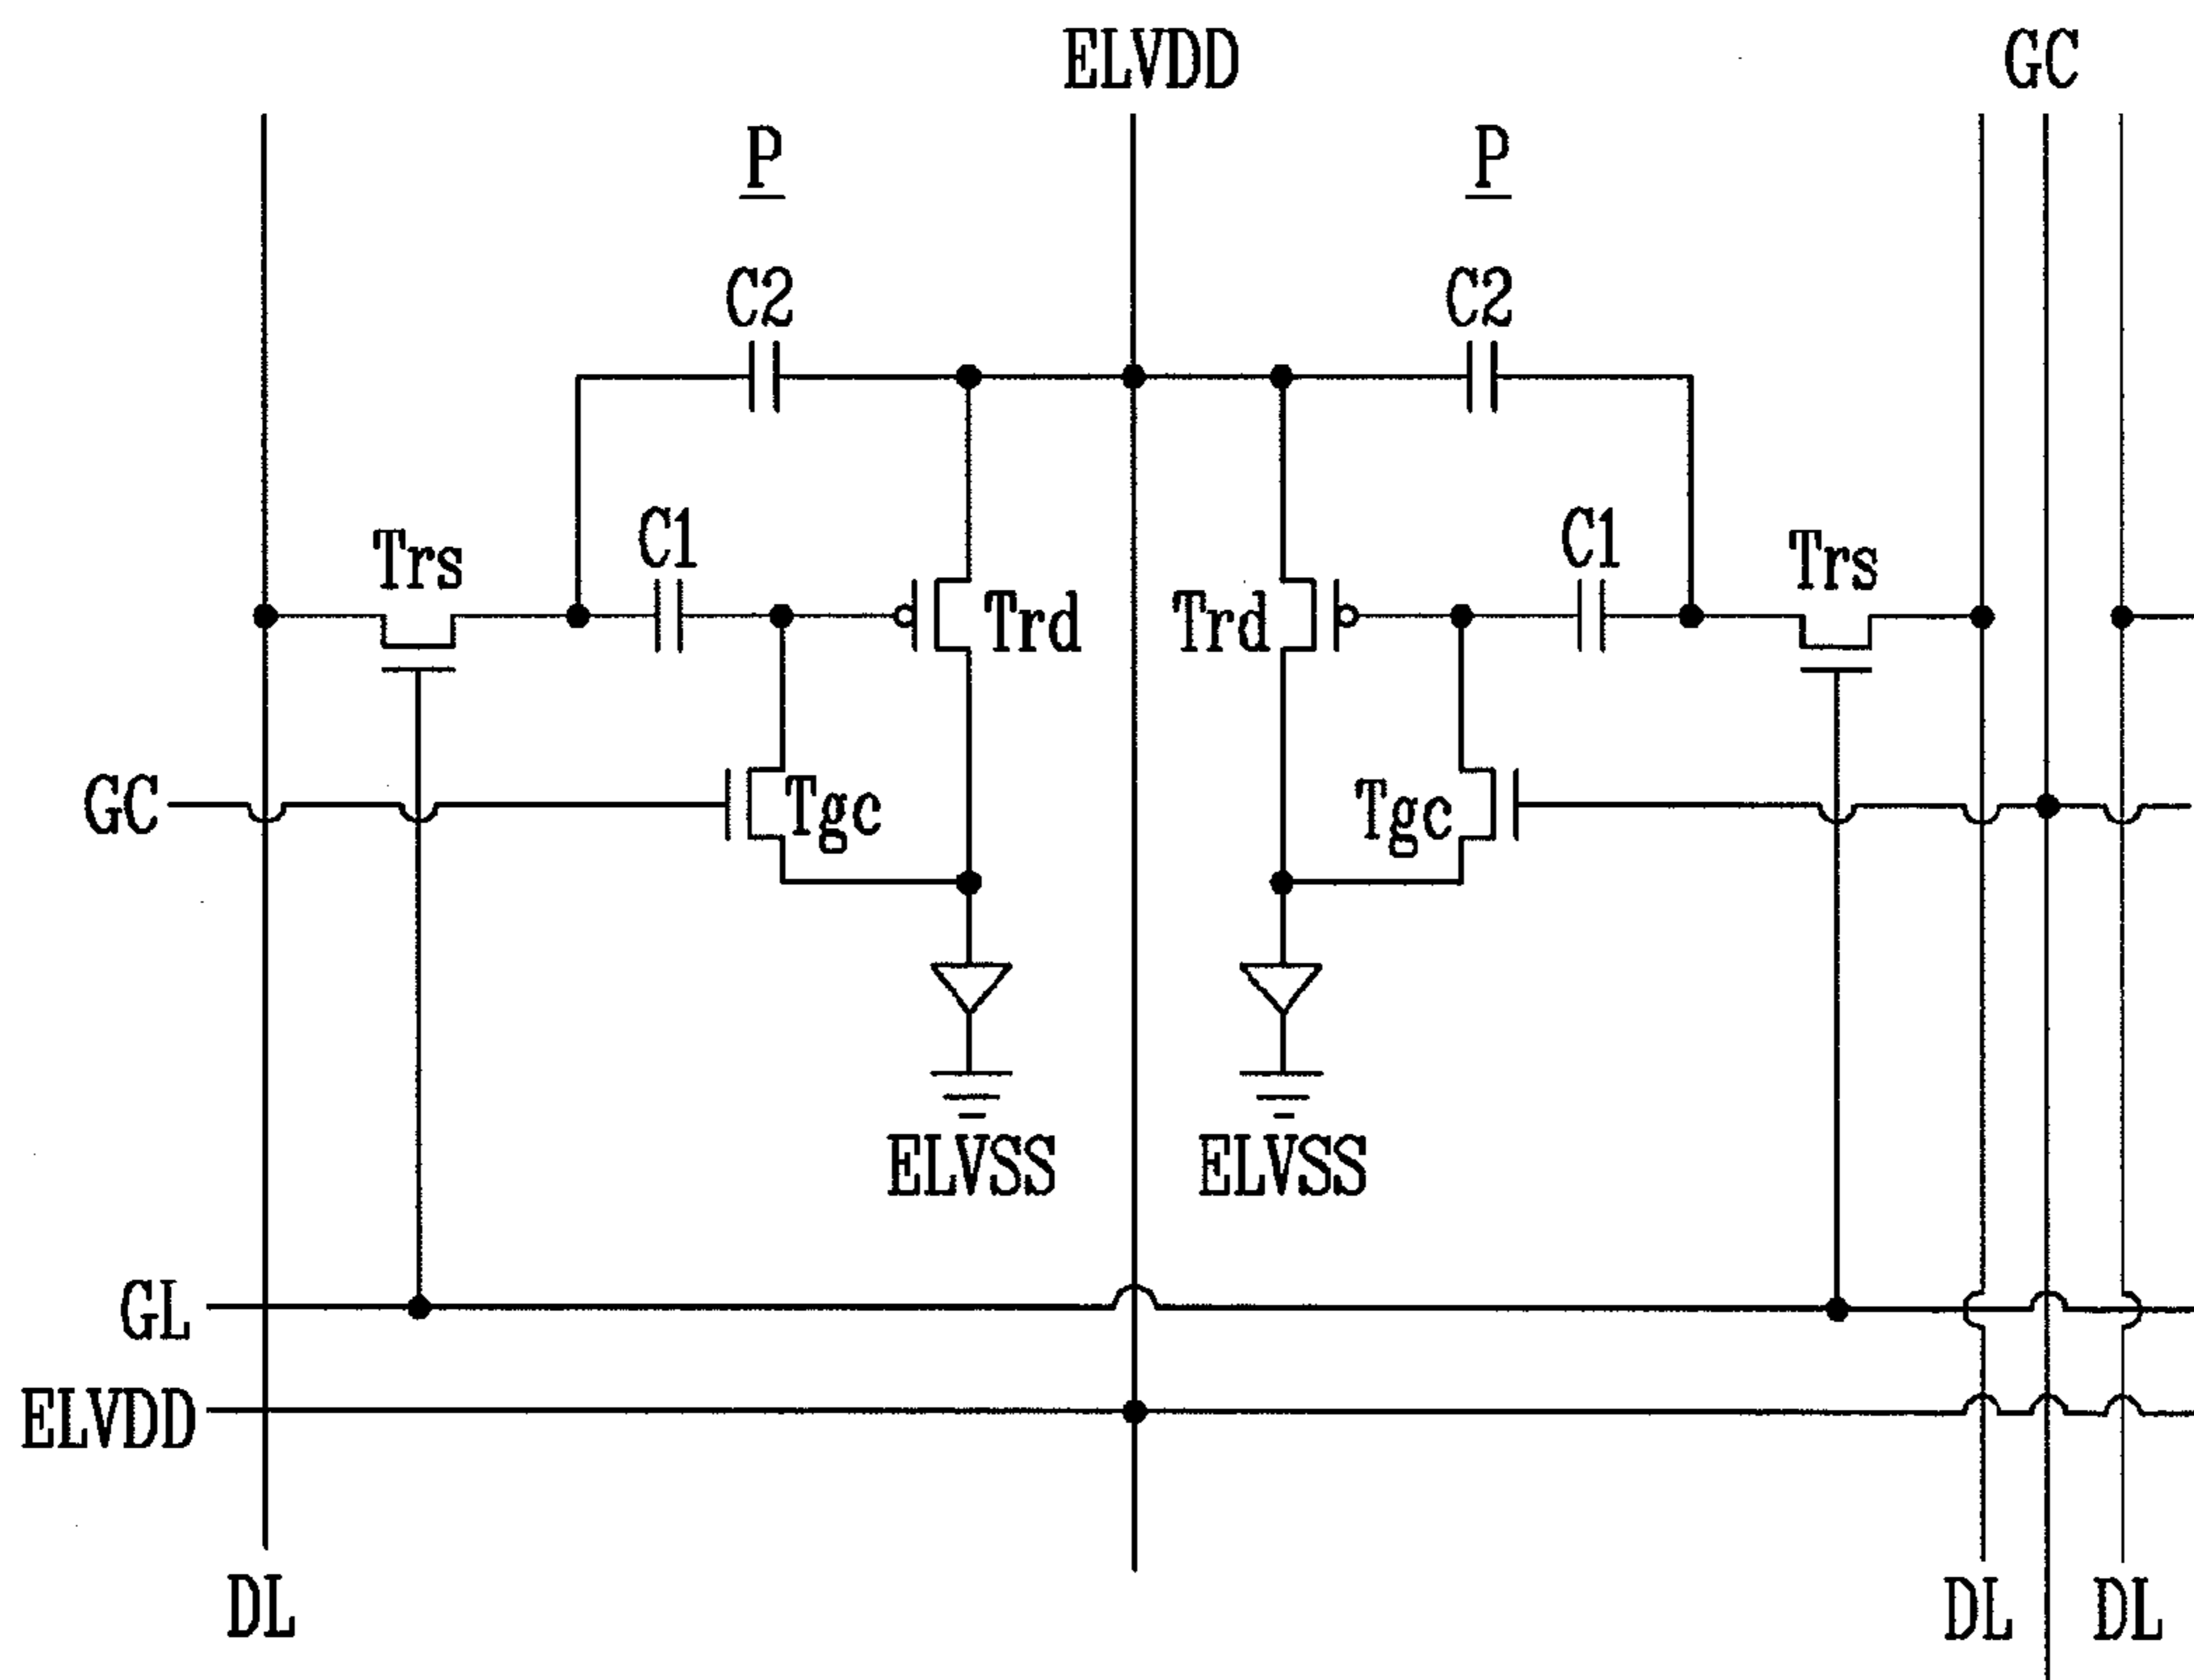 ELVDD
GC
P
P
C2
C2
Trs
C1
Trd
Trd
C1
Trs
GC
Tgc
Tgc
ELVSS
ELVSS
GL
ELVDD
DL
DL
DL